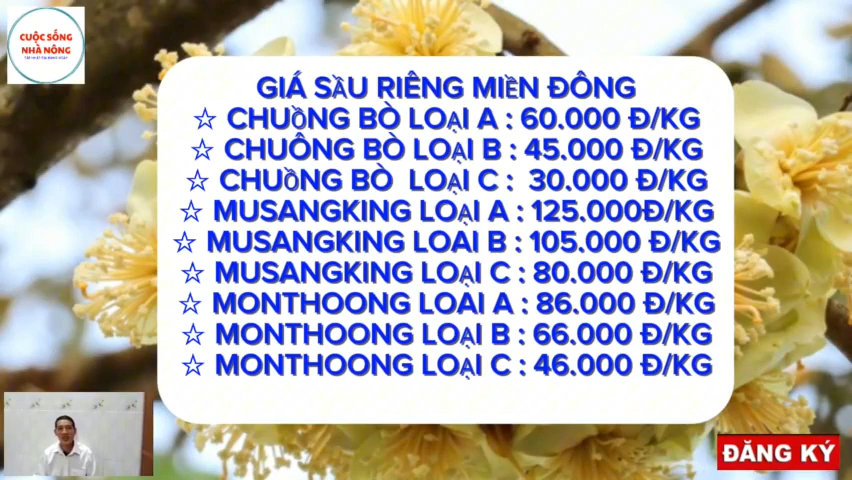 CUỘC SỐNG
NHÀ NÔNG
GIÁ SẦU RIÊNG MIỀN ĐÔNG
☆ CHUỒNG BÒ LOẠI A : 60.000 Đ/KG
☆ CHUÔNG BÒ LOẠI B : 45.000 Đ/KG
☆ CHUỒNG BÒ LOẠI C : 30.000 Đ/KG
☆ MUSANGKING LOẠI A : 125.000Đ/KG
☆ MUSANGKING LOAI B : 105.000 Đ/KG
☆ MUSANGKING LOẠI C : 80.000 Đ/KG
☆ MONTHOONG LOAI A : 86.000 Đ/KG
☆ MONTHOONG LOẠI B : 66.000 Đ/KG
☆ MONTHOONG LOẠI C : 46.000 Đ/KG
ĐĂNG KÝ